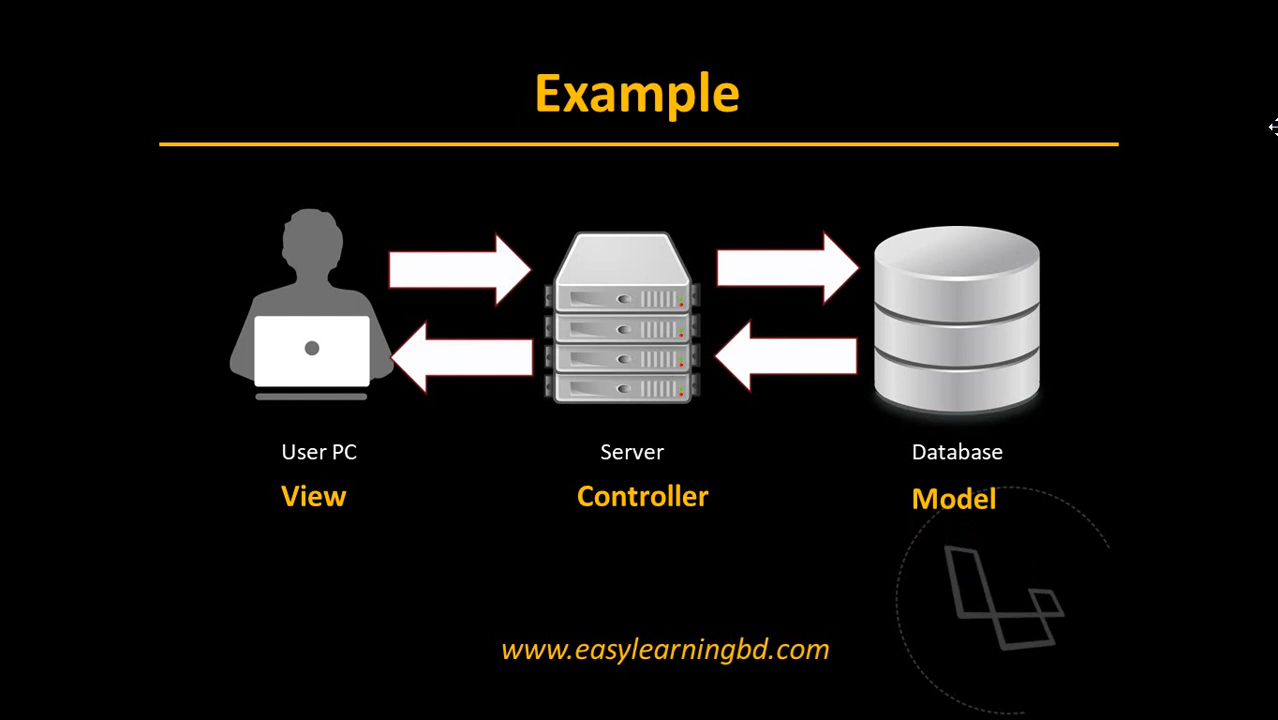 Example
User PC
Server
Database
View
Controller
Model
www.easylearningbd.com